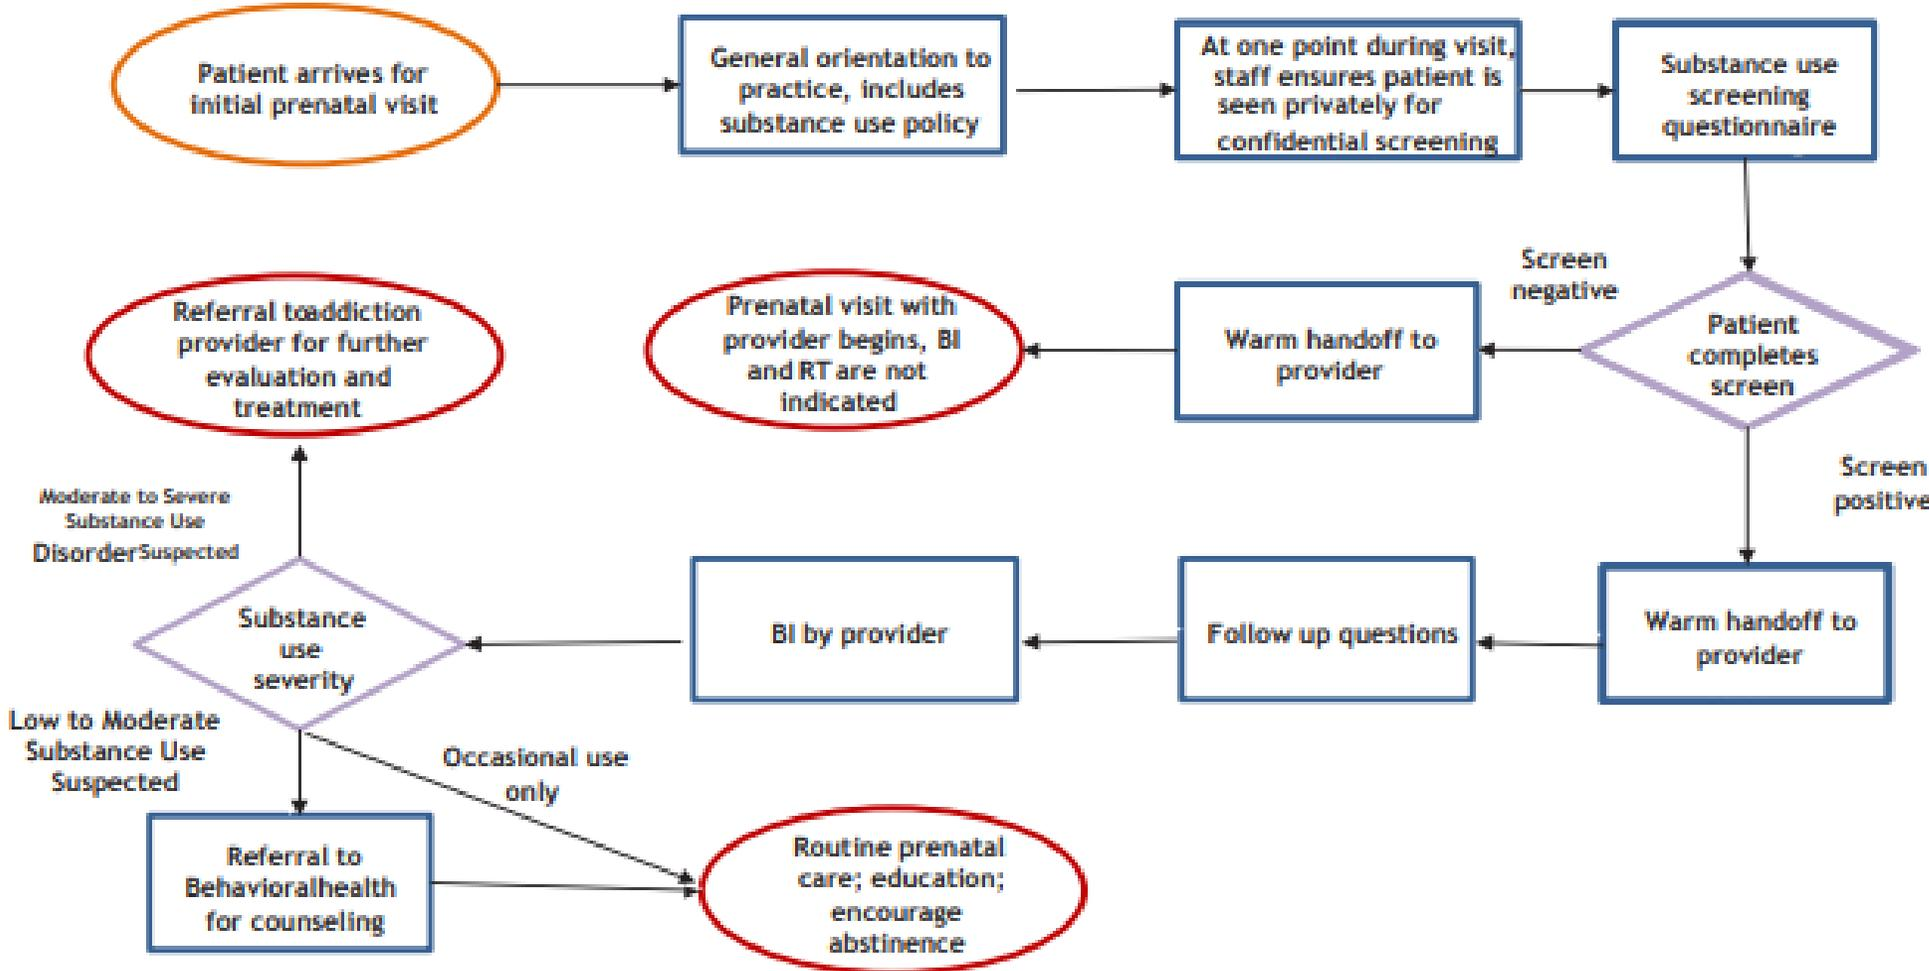 Patient arrives for
initial prenatal visit
General orientation to
practice, includes
substance use policy
At one point during visit,
staff ensures patient is
seen privately for
confidential screening
Substance use
screening
questionnaire
Screen
negative
Patient
completes
screen
Warm handoff to
provider
Prenatal visit with
provider begins, BI
and RT are not
indicated
Referral toaddiction
provider for further
evaluation and
treatment
Screen
positive
Moderate to Severe
Substance Use
DisorderSuspected
Warm handoff to
provider
Follow up questions
BI by provider
Substance
use
severity
Low to Moderate
Substance Use
Suspected
Occasional use
only
Referral to
Behavioralhealth
for counseling
Routine prenatal
care; education;
encourage
abstinence